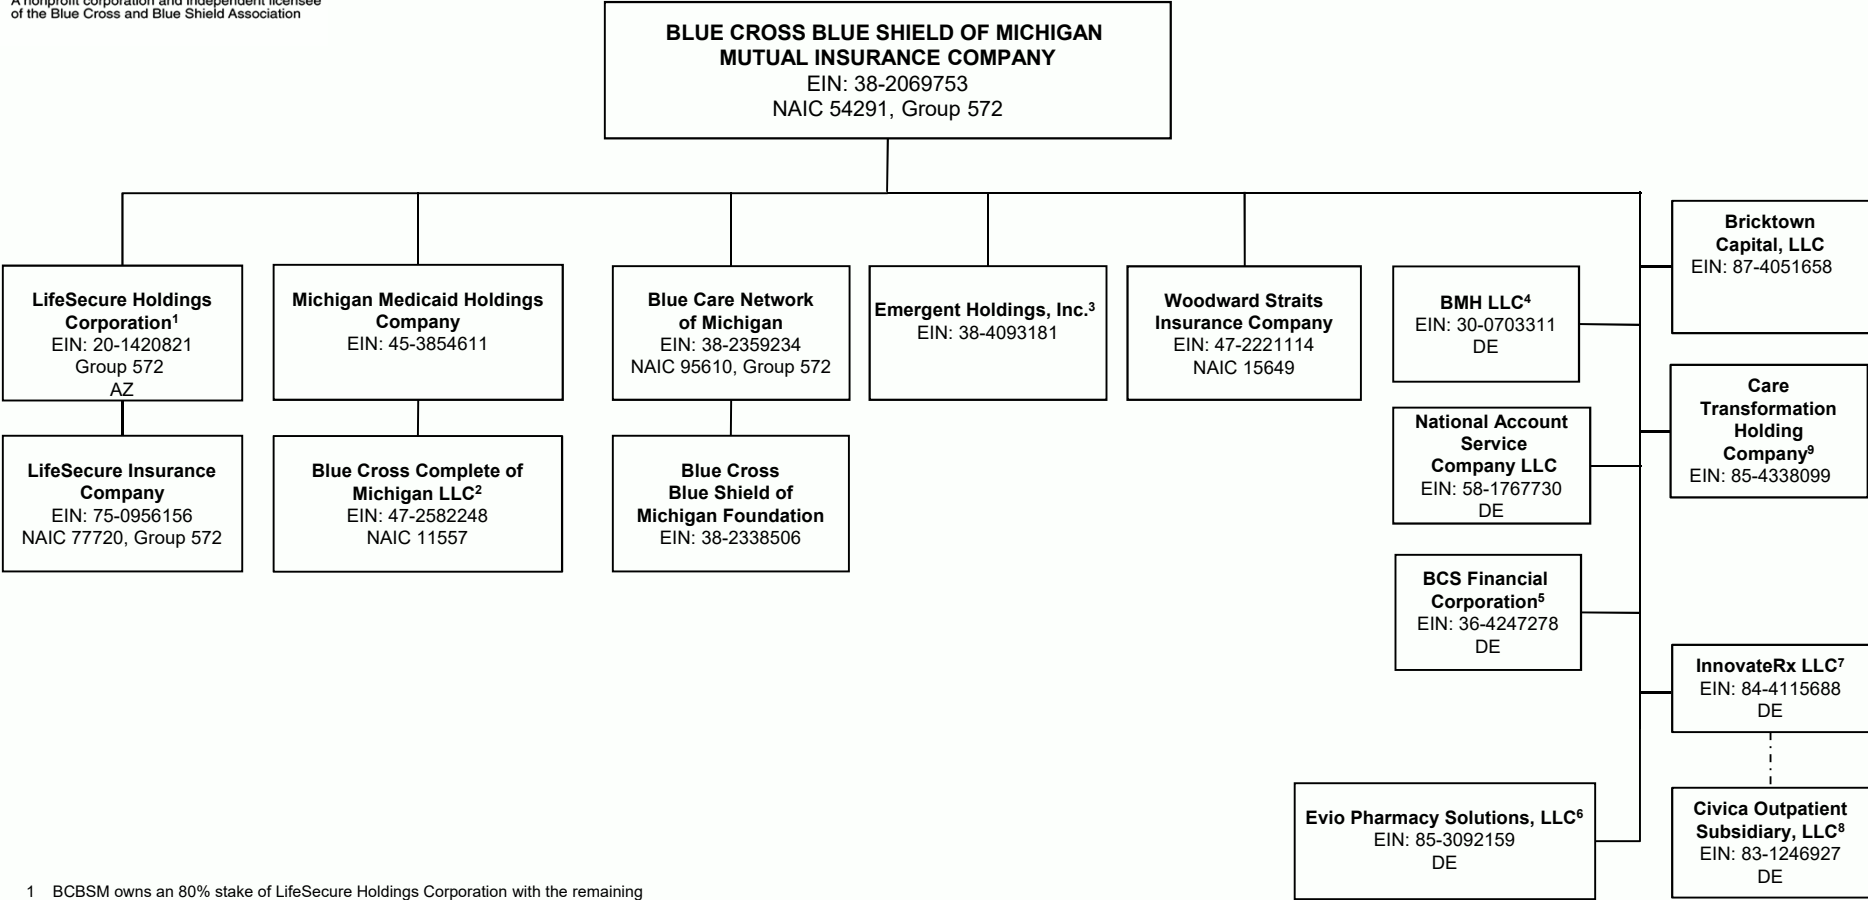 A nonprofit corporation and independent licensee
of the Blue Cross and Blue Shield Association
BLUE CROSS BLUE SHIELD OF MICHIGAN
MUTUAL INSURANCE COMPANY
EIN: 38-2069753
NAIC 54291, Group 572
Bricktown
Capital, LLC
EIN: 87-4051658
LifeSecure Holdings
Corporation¹
EIN: 20-1420821
Group 572
AZ
Michigan Medicaid Holdings
Company
EIN: 45-3854611
Blue Care Network
of Michigan
EIN: 38-2359234
NAIC 95610, Group 572
Emergent Holdings, Inc.³
EIN: 38-4093181
Woodward Straits
Insurance Company
EIN: 47-2221114
NAIC 15649
BMH LLC⁴
EIN: 30-0703311
DE
Care
Transformation
Holding
Company⁹
EIN: 85-4338099
National Account
Service
Company LLC
EIN: 58-1767730
DE
LifeSecure Insurance
Company
EIN: 75-0956156
NAIC 77720, Group 572
Blue Cross Complete of
Michigan LLC²
EIN: 47-2582248
NAIC 11557
Blue Cross
Blue Shield of
Michigan Foundation
EIN: 38-2338506
BCS Financial
Corporation⁵
EIN: 36-4247278
DE
InnovateRx LLC⁷
EIN: 84-4115688
DE
Evio Pharmacy Solutions, LLC⁶
EIN: 85-3092159
DE
Civica Outpatient
Subsidiary, LLC⁸
EIN: 83-1246927
DE
1 BCBSM owns an 80% stake of LifeSecure Holdings Corporation with the remaining